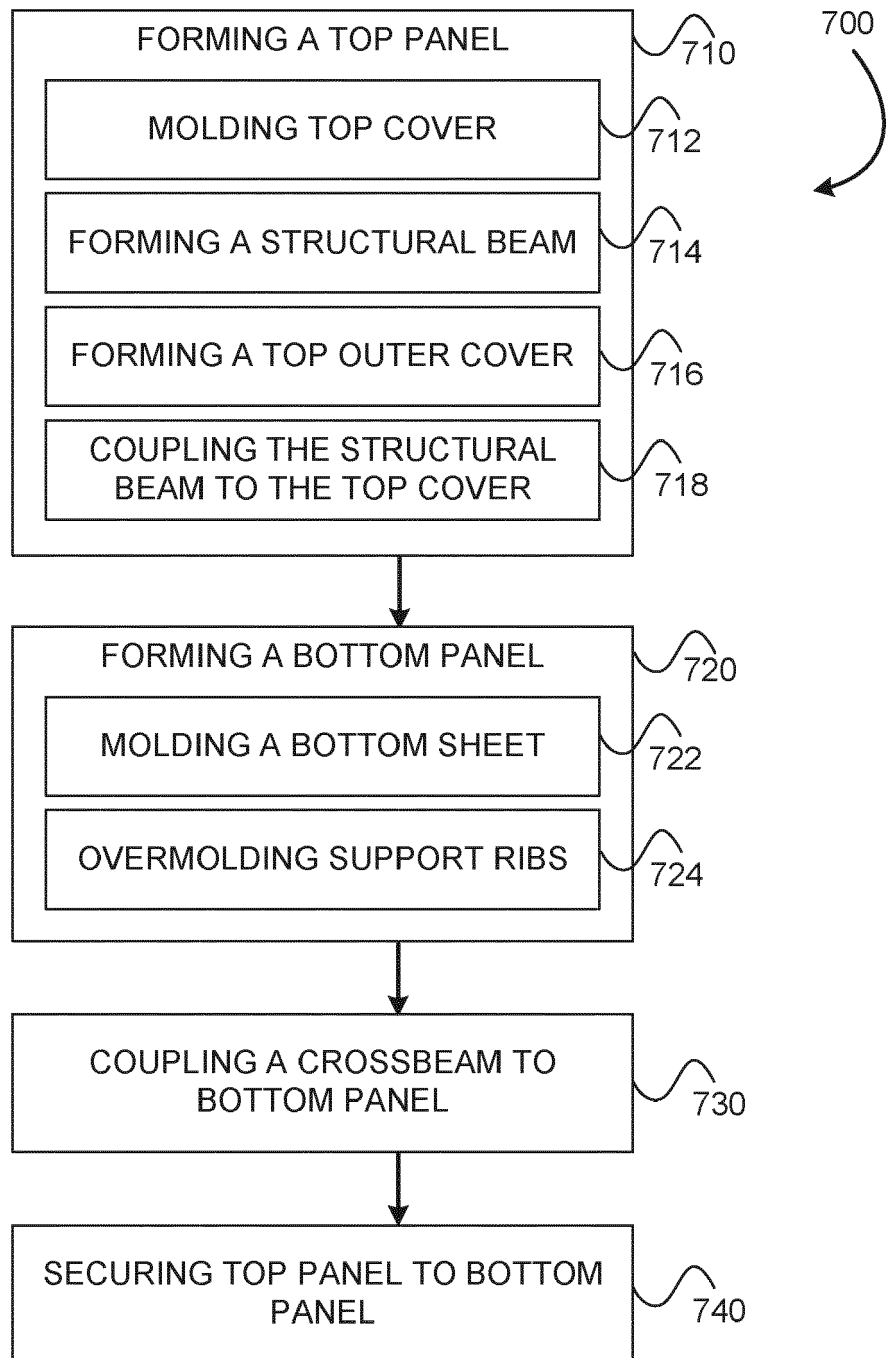 FORMING A TOP PANEL
710
700
MOLDING TOP COVER
712
FORMING A STRUCTURAL BEAM
714
FORMING A TOP OUTER COVER
716
COUPLING THE STRUCTURAL
BEAM TO THE TOP COVER
718
FORMING A BOTTOM PANEL
720
MOLDING A BOTTOM SHEET
722
OVERMOLDING SUPPORT RIBS
724
COUPLING A CROSSBEAM TO
BOTTOM PANEL
730
SECURING TOP PANEL TO BOTTOM
PANEL
740